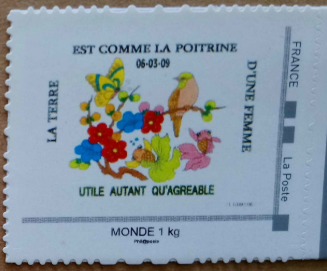 LA TERRE
EST COMME LA POITRINE
06-03-09
D'UNE FEMME
UTILE AUTANT QU'AGREABLE
FRANCE
La Poste
MONDE 1 kg